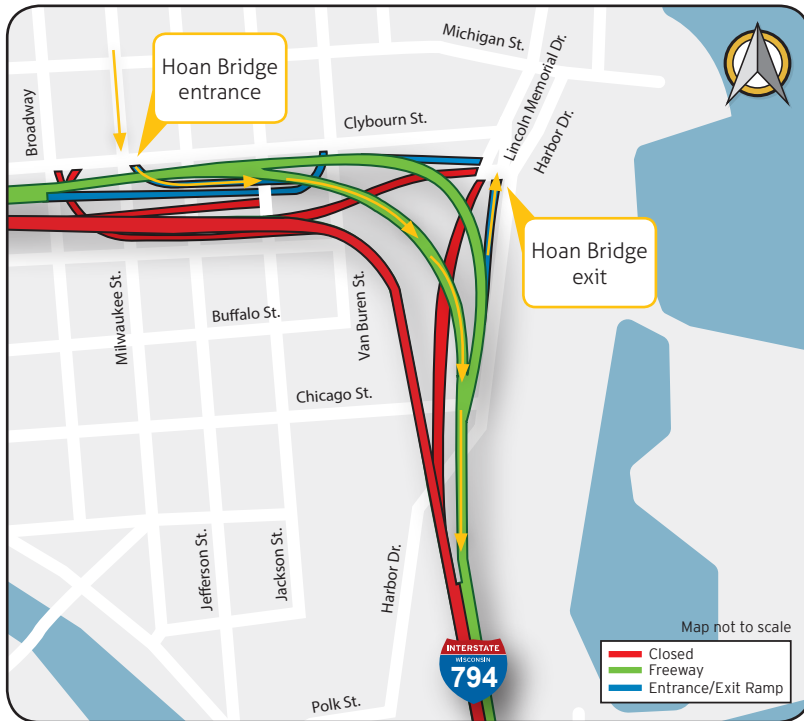 Michigan St.
Lincoln Memorial Dr.
Hoan Bridge
entrance
Broadway
Clybourn St.
Harbor Dr.
Hoan Bridge
exit
Milwaukee St.
Buffalo St.
Van Buren St.
Chicago St.
Jefferson St.
Jackson St.
Harbor Dr.
Map not to scale
Closed
Freeway
Entrance/Exit Ramp
INTERSTATE
WISCONSIN
794
Polk St.